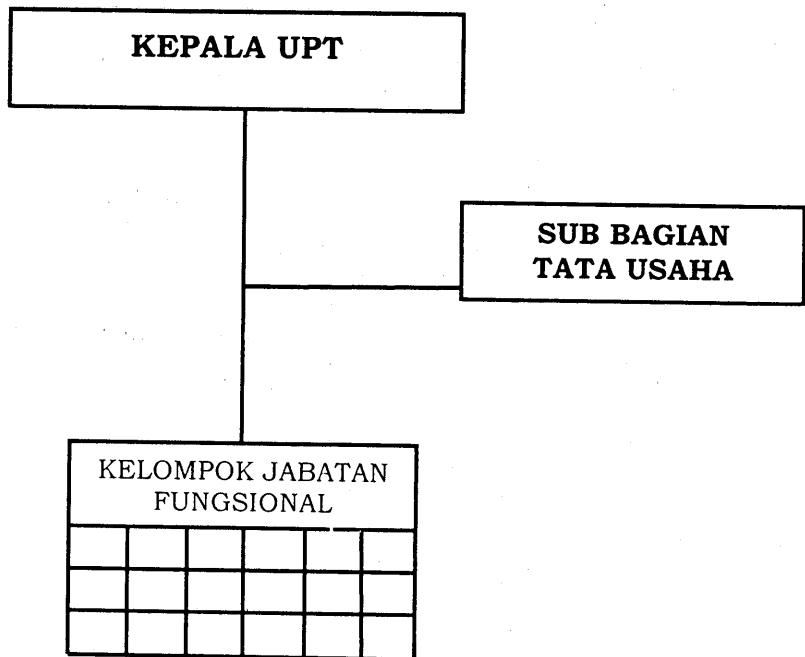 KEPALA UPT
SUB BAGIAN
TATA USAHA
KELOMPOK JABATAN
FUNGSIONAL